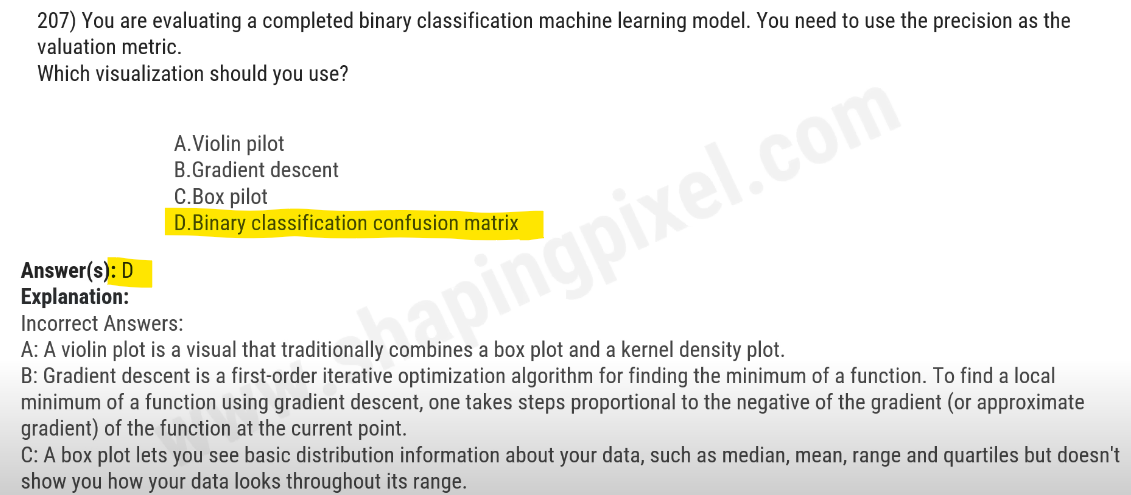 207) You are evaluating a completed binary classification machine learning model. You need to use the precision as the
valuation metric.
Which visualization should you use?
A.Violin pilot
B.Gradient descent
C.Box pilot
D.Binary classification confusion matrix
Answer(s): D
Explanation:
Incorrect Answers:
A: A violin plot is a visual that traditionally combines a box plot and a kernel density plot.
B: Gradient descent is a first-order iterative optimization algorithm for finding the minimum of a function. To find a local
minimum of a function using gradient descent, one takes steps proportional to the negative of the gradient (or approximate
gradient) of the function at the current point.
C: A box plot lets you see basic distribution information about your data, such as median, mean, range and quartiles but doesn't
show you how your data looks throughout its range.
www.shapingpixel.com